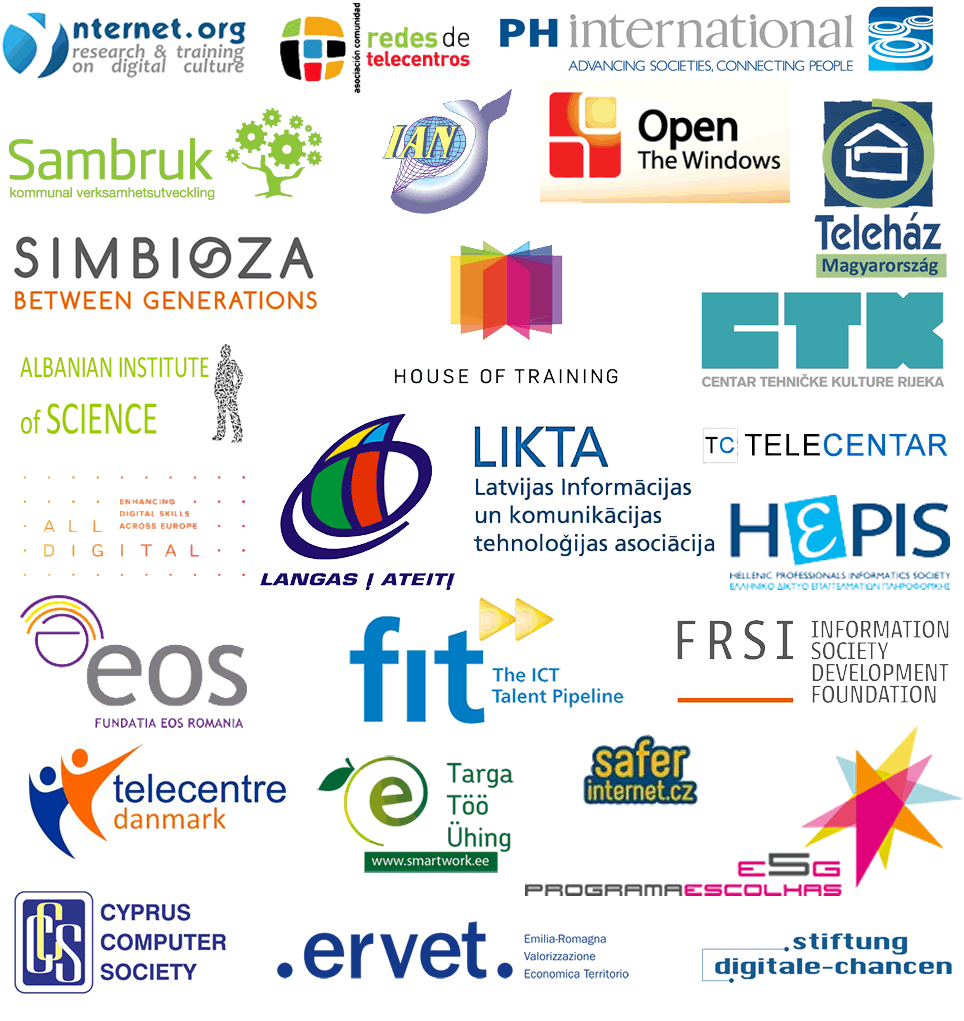 nternet.org
research & training
on digital culture
asociación comunidad
redes de
telecentros
PH international
ADVANCING SOCIETIES, CONNECTING PEOPLE
Sambruk
kommunal verksamhetsutveckling
IAN
Open
The Windows
Teleház
Magyarország
SIMBIOZA
BETWEEN GENERATIONS
HOUSE OF TRAINING
CTK
CENTAR TEHNIČKE KULTURE RIJEKA
ALBANIAN INSTITUTE
of SCIENCE
LANGAS Į ATEITĮ
LIKTA
Latvijas Informācijas
un komunikācijas
tehnoloģijas asociācija
TC TELECENTAR
ALL
DIGITAL
ENHANCING
DIGITAL SKILLS
ACROSS EUROPE
HεPIS
HELLENIC PROFESSIONALS INFORMATICS SOCIETY
ΕΛΛΗΝΙΚΟ ΔΙΚΤΥΟ ΕΠΑΓΓΕΛΜΑΤΙΩΝ ΠΛΗΡΟΦΟΡΙΚΗΣ
e
eos
FUNDATIA EOS ROMANIA
fit
The ICT
Talent Pipeline
FRSI
INFORMATION
SOCIETY
DEVELOPMENT
FOUNDATION
telecentre
danmark
e
Targa
Töö
Ühing
www.smartwork.ee
safer
internet.cz
E5G
PROGRAMAESCOLHAS
CCS
CYPRUS
COMPUTER
SOCIETY
.ervet.
Emilia-Romagna
Valorizzazione
Economica Territorio
.stiftung
digitale-chancen